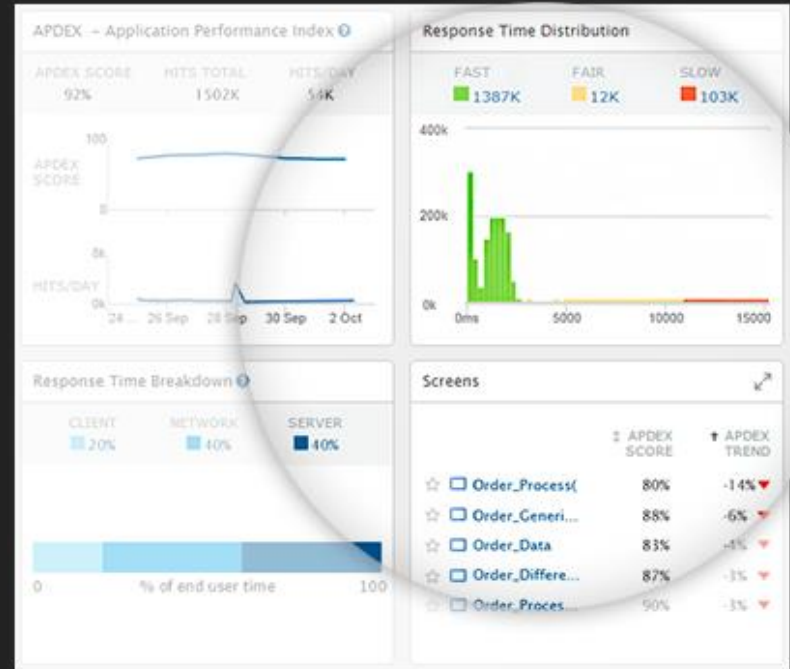 APDEX – Application Performance Index
APDEX SCORE HITS TOTAL HITS/DAY
92% 1502K 54K
100
APDEX
SCORE
0
HITS/DAY
0k
24 ... 26 Sep 28 Sep 30 Sep 2 Oct
Response Time Distribution
FAST FAIR SLOW
1387K 12K 103K
400k
200k
0k
0ms 5000 10000 15000
Response Time Breakdown
CLIENT NETWORK SERVER
20% 40% 40%
0 % of end user time 100
Screens
APDEX SCORE APDEX TREND
Order_Process( 80% -14%
Order_Generi... 88% -6%
Order_Data 83% -4%
Order_Differe... 87% -3%
Order_Proces... 90% -3%